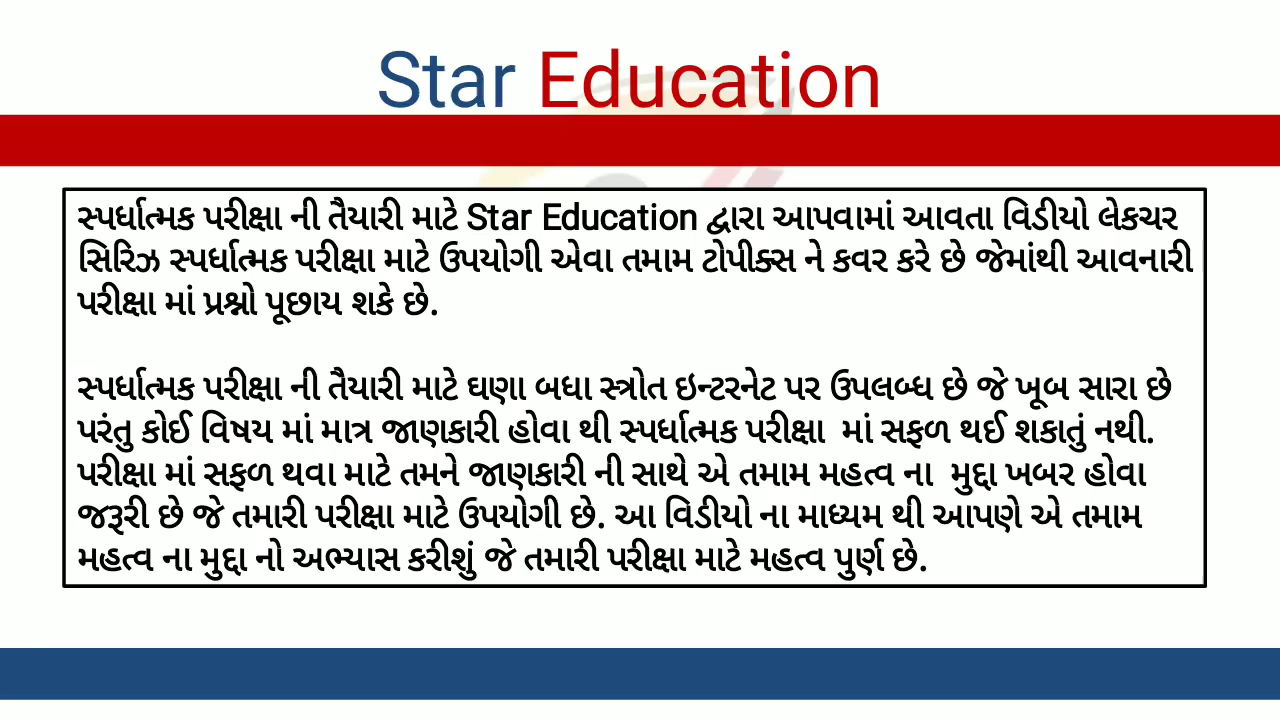 Star Education
સ્પર્ધાત્મક પરીક્ષા ની તૈયારી માટે Star Education દ્વારા આપવામાં આવતા વિડીયો લેકચર
સિરિઝ સ્પર્ધાત્મક પરીક્ષા માટે ઉપયોગી એવા તમામ ટોપીક્સ ને કવર કરે છે જેમાંથી આવનારી
પરીક્ષા માં પ્રશ્નો પૂછાય શકે છે.
સ્પર્ધાત્મક પરીક્ષા ની તૈયારી માટે ઘણા બધા સ્ત્રોત ઇન્ટરનેટ પર ઉપલબ્ધ છે જે ખૂબ સારા છે
પરંતુ કોઈ વિષય માં માત્ર જાણકારી હોવા થી સ્પર્ધાત્મક પરીક્ષા  માં સફળ થઈ શકાતું નથી.
પરીક્ષા માં સફળ થવા માટે તમને જાણકારી ની સાથે એ તમામ મહત્વ ના  મુદ્દા ખબર હોવા
જરૂરી છે જે તમારી પરીક્ષા માટે ઉપયોગી છે. આ વિડીયો ના માધ્યમ થી આપણે એ તમામ
મહત્વ ના મુદ્દા નો અભ્યાસ કરીશું જે તમારી પરીક્ષા માટે મહત્વ પુર્ણ છે.